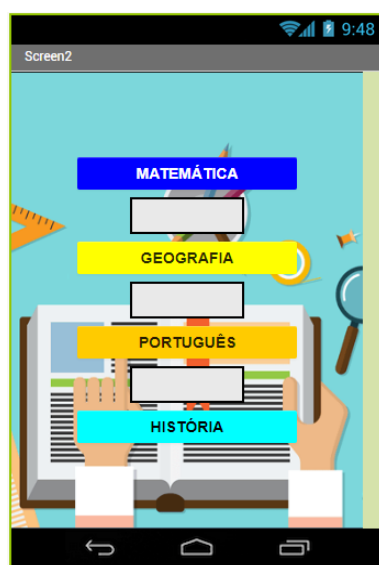 9:48
Screen2
MATEMÁTICA
GEOGRAFIA
PORTUGUÊS
HISTÓRIA